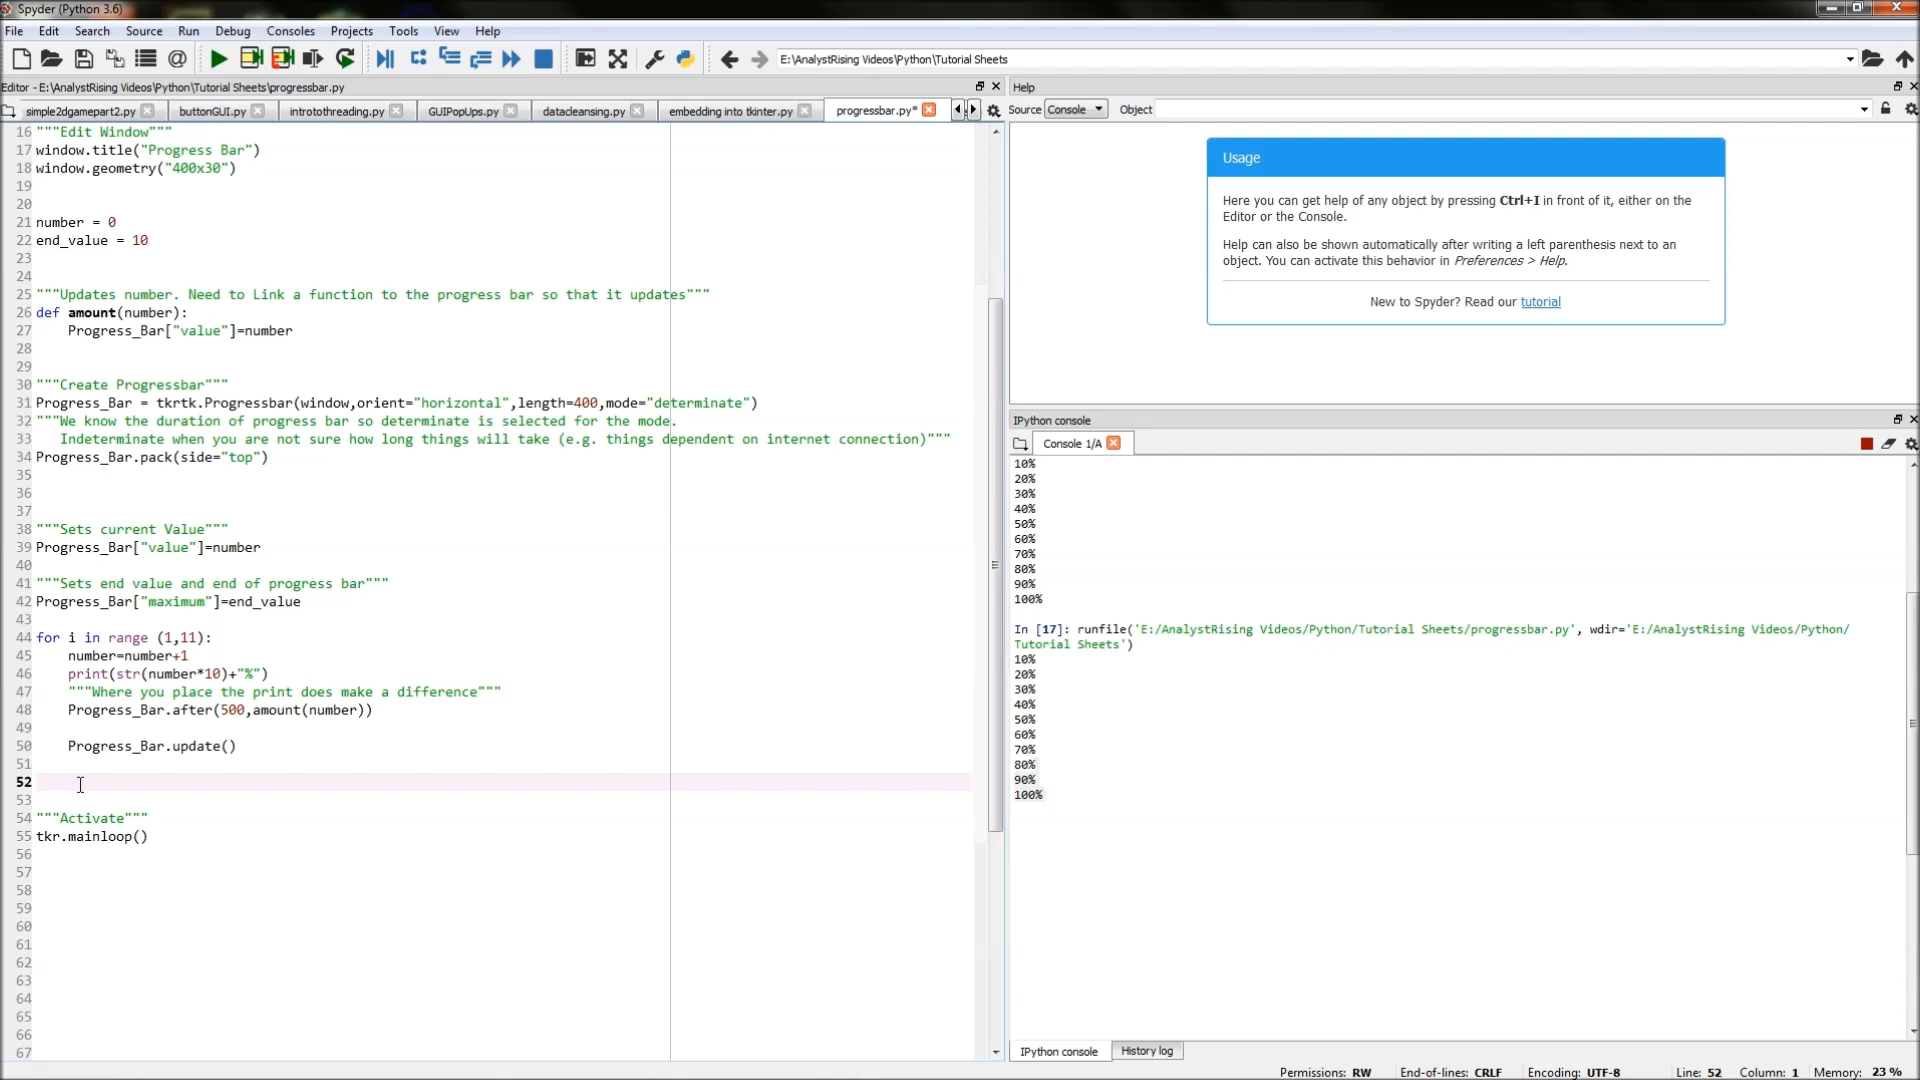 Spyder (Python 3.6)
File Edit Search Source Run Debug Consoles Projects Tools View Help
E:\AnalystRising Videos\Python\Tutorial Sheets
Editor - E:\AnalystRising Videos\Python\Tutorial Sheets\progressbar.py
simple2dgamepart2.py buttonGUI.py introtothreading.py GUIPopUps.py datacleansing.py embedding into tkinter.py progressbar.py*
16 """Edit Window"""
17 window.title("Progress Bar")
18 window.geometry("400x30")
19
20
21 number = 0
22 end_value = 10
23
24
25 """Updates number. Need to Link a function to the progress bar so that it updates"""
26 def amount(number):
27 Progress_Bar["value"]=number
28
29
30 """Create Progressbar"""
31 Progress_Bar = tkrtk.Progressbar(window,orient="horizontal",length=400,mode="determinate")
32 """We know the duration of progress bar so determinate is selected for the mode.
33 Indeterminate when you are not sure how long things will take (e.g. things dependent on internet connection)"""
34 Progress_Bar.pack(side="top")
35
36
37
38 """Sets current Value"""
39 Progress_Bar["value"]=number
40
41 """Sets end value and end of progress bar"""
42 Progress_Bar["maximum"]=end_value
43
44 for i in range (1,11):
45 number=number+1
46 print(str(number*10)+"%")
47 """Where you place the print does make a difference"""
48 Progress_Bar.after(500,amount(number))
49
50 Progress_Bar.update()
51
52
53
54 """Activate"""
55 tkr.mainloop()
56
57
58
59
60
61
62
63
64
65
66
67
Help
Source Console Object
Usage
Here you can get help of any object by pressing Ctrl+I in front of it, either on the
Editor or the Console.
Help can also be shown automatically after writing a left parenthesis next to an
object. You can activate this behavior in Preferences > Help.
New to Spyder? Read our tutorial
IPython console
Console 1/A
10%
20%
30%
40%
50%
60%
70%
80%
90%
100%
In [17]: runfile('E:/AnalystRising Videos/Python/Tutorial Sheets/progressbar.py', wdir='E:/AnalystRising Videos/Python/
Tutorial Sheets')
10%
20%
30%
40%
50%
60%
70%
80%
90%
100%
IPython console History log
Permissions: RW End-of-lines: CRLF Encoding: UTF-8 Line: 52 Column: 1 Memory: 23 %